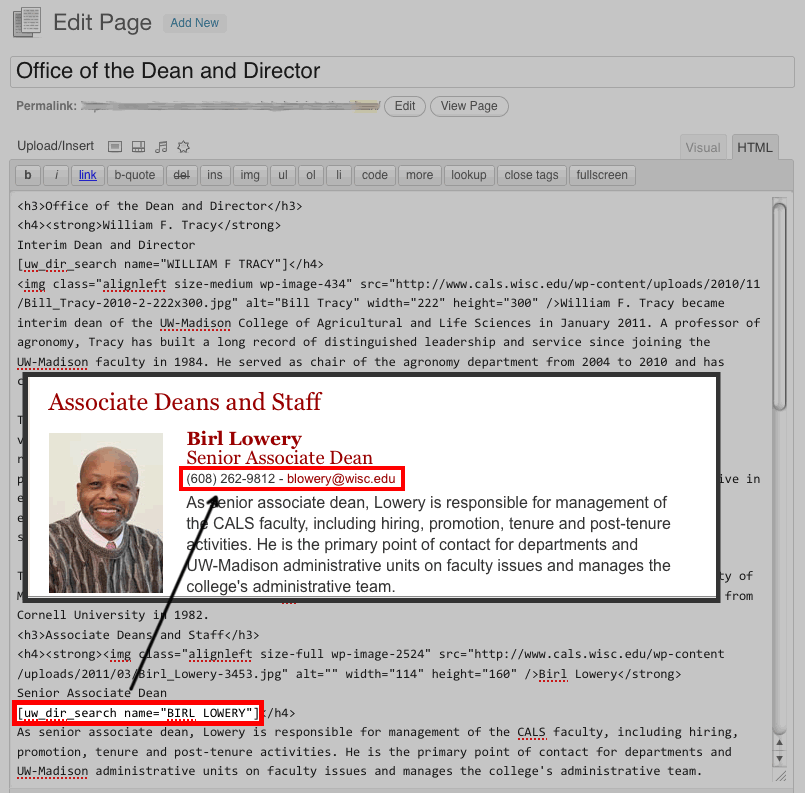 Edit Page Add New
Office of the Dean and Director
Permalink: Edit View Page
Upload/Insert Visual HTML
b i link b-quote del ins img ul ol li code more lookup close tags fullscreen
<h3>Office of the Dean and Director</h3>
<h4><strong>William F. Tracy</strong>
Interim Dean and Director
[uw_dir_search name="WILLIAM F TRACY"]</h4>
<img class="alignleft size-medium wp-image-434" src="http://www.cals.wisc.edu/wp-content/uploads/2010/11
/Bill_Tracy-2010-2-222x300.jpg" alt="Bill Tracy" width="222" height="300" />William F. Tracy became
interim dean of the UW-Madison College of Agricultural and Life Sciences in January 2011. A professor of
agronomy, Tracy has built a long record of distinguished leadership and service since joining the
UW-Madison faculty in 1984. He served as chair of the agronomy department from 2004 to 2010 and has
Associate Deans and Staff
Birl Lowery
Senior Associate Dean
(608) 262-9812 - blowery@wisc.edu
As senior associate dean, Lowery is responsible for management of
the CALS faculty, including hiring, promotion, tenure and post-tenure
activities. He is the primary point of contact for departments and
UW-Madison administrative units on faculty issues and manages the
college's administrative team.
in
of
from
Cornell University in 1982.
<h3>Associate Deans and Staff</h3>
<h4><strong><img class="alignleft size-full wp-image-2524" src="http://www.cals.wisc.edu/wp-content
/uploads/2011/03/Birl_Lowery-3453.jpg" alt="" width="114" height="160" />Birl Lowery</strong>
Senior Associate Dean
[uw_dir_search name="BIRL LOWERY"]</h4>
As senior associate dean, Lowery is responsible for management of the CALS faculty, including hiring,
promotion, tenure and post-tenure activities. He is the primary point of contact for departments and
UW-Madison administrative units on faculty issues and manages the college's administrative team.